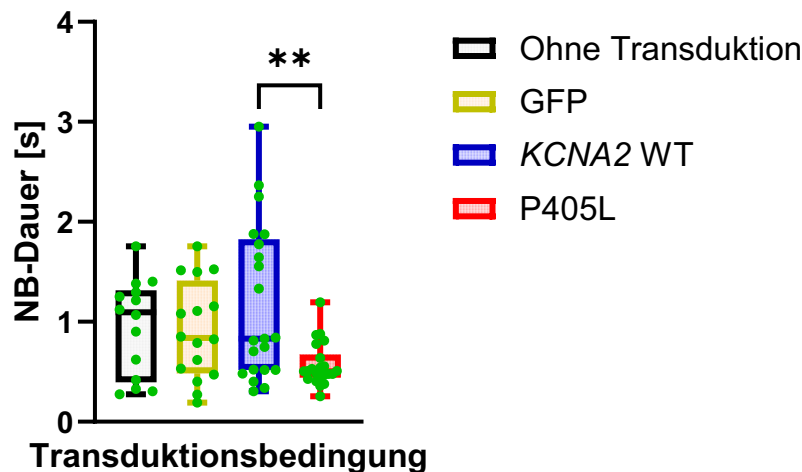 4
3
2
1
0
NB-Dauer [s]
**
Transduktionsbedingung
Ohne Transduktion
GFP
KCNA2 WT
P405L